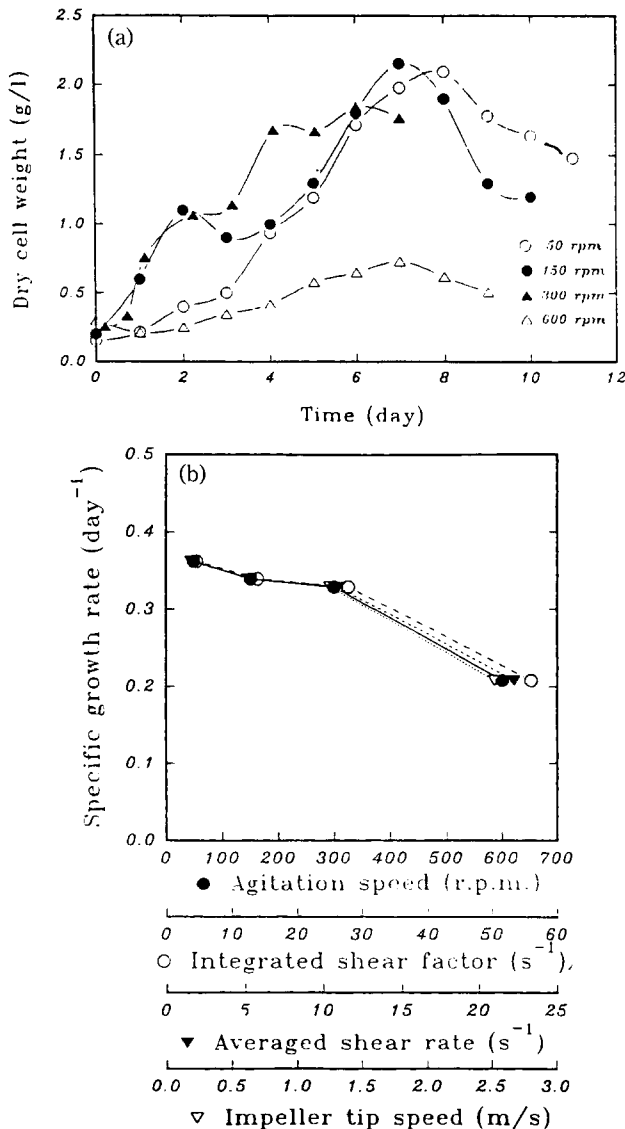 (a)
2.5
2.0
1.5
1.0
0.5
0.0
Dry cell weight (g/l)
50 rpm
150 rpm
300 rpm
600 rpm
0 2 4 6 8 10 12
Time (day)
(b)
0.5
0.4
0.3
0.2
0.1
0.0
Specific growth rate (day⁻¹)
0 100 200 300 400 500 600 700
Agitation speed (r.p.m.)
0 10 20 30 40 50 60
Integrated shear factor (s⁻¹)
0 5 10 15 20 25
Averaged shear rate (s⁻¹)
0.0 0.5 1.0 1.5 2.0 2.5 3.0
Impeller tip speed (m/s)